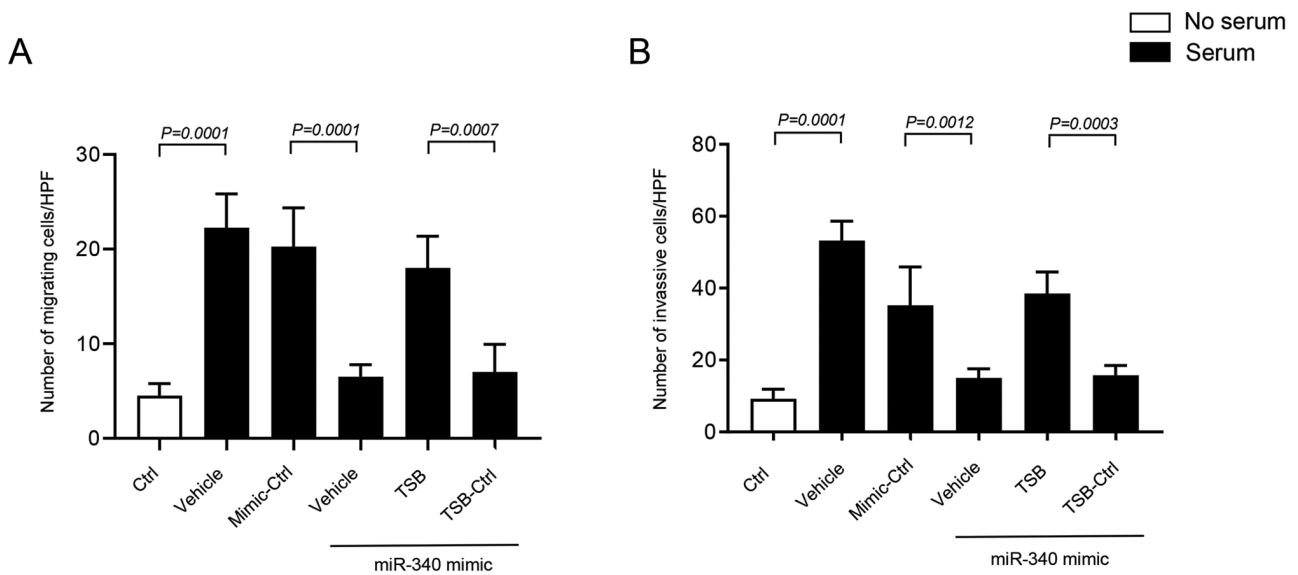 No serum
Serum
A
P=0.0001
P=0.0001
P=0.0007
Number of migrating cells/HPF
30
20
10
0
Ctrl
Vehicle
Mimic-Ctrl
Vehicle
TSB
TSB-Ctrl
miR-340 mimic
B
P=0.0001
P=0.0012
P=0.0003
Number of invassive cells/HPF
80
60
40
20
0
Ctrl
Vehicle
Mimic-Ctrl
Vehicle
TSB
TSB-Ctrl
miR-340 mimic